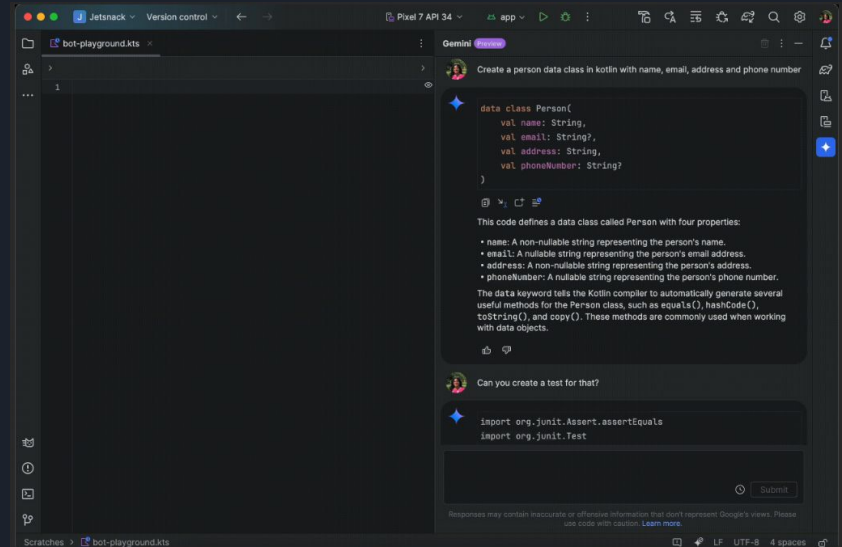 J Jetsnack Version control Pixel 7 API 34 app
bot-playground.kts
Gemini Preview
1
Create a person data class in kotlin with name, email, address and phone number
data class Person(
val name: String,
val email: String?,
val address: String,
val phoneNumber: String?
)
This code defines a data class called Person with four properties:
• name: A non-nullable string representing the person's name.
• email: A nullable string representing the person's email address.
• address: A non-nullable string representing the person's address.
• phoneNumber: A nullable string representing the person's phone number.
The data keyword tells the Kotlin compiler to automatically generate several
useful methods for the Person class, such as equals(), hashCode(),
toString(), and copy(). These methods are commonly used when working
with data objects.
Can you create a test for that?
import org.junit.Assert.assertEquals
import org.junit.Test
Submit
Responses may contain inaccurate or offensive information that don't represent Google's views. Please
use code with caution. Learn more.
Scratches > bot-playground.kts LF UTF-8 4 spaces